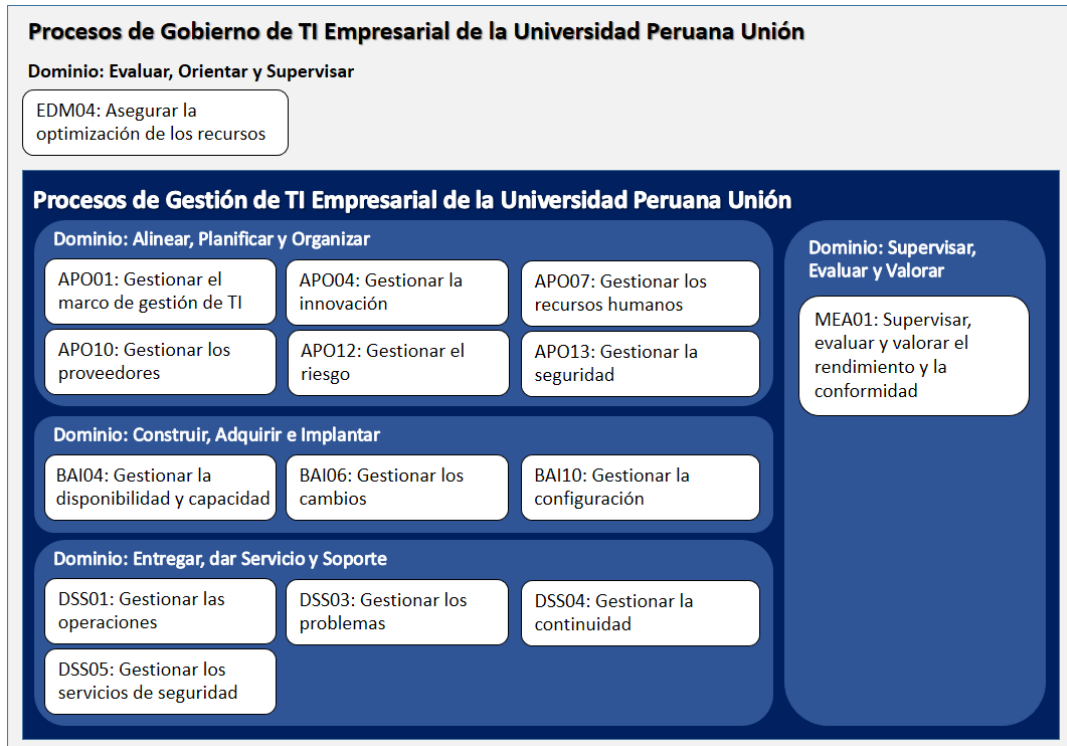 Procesos de Gobierno de TI Empresarial de la Universidad Peruana Unión
Dominio: Evaluar, Orientar y Supervisar
EDM04: Asegurar la
optimización de los recursos
Procesos de Gestión de TI Empresarial de la Universidad Peruana Unión
Dominio: Alinear, Planificar y Organizar
APO01: Gestionar el
marco de gestión de TI
APO04: Gestionar la
innovación
APO07: Gestionar los
recursos humanos
APO10: Gestionar los
proveedores
APO12: Gestionar el
riesgo
APO13: Gestionar la
seguridad
Dominio: Construir, Adquirir e Implantar
BAI04: Gestionar la
disponibilidad y capacidad
BAI06: Gestionar los
cambios
BAI10: Gestionar la
configuración
Dominio: Entregar, dar Servicio y Soporte
DSS01: Gestionar las
operaciones
DSS03: Gestionar los
problemas
DSS04: Gestionar la
continuidad
DSS05: Gestionar los
servicios de seguridad
Dominio: Supervisar,
Evaluar y Valorar
MEA01: Supervisar,
evaluar y valorar el
rendimiento y la
conformidad